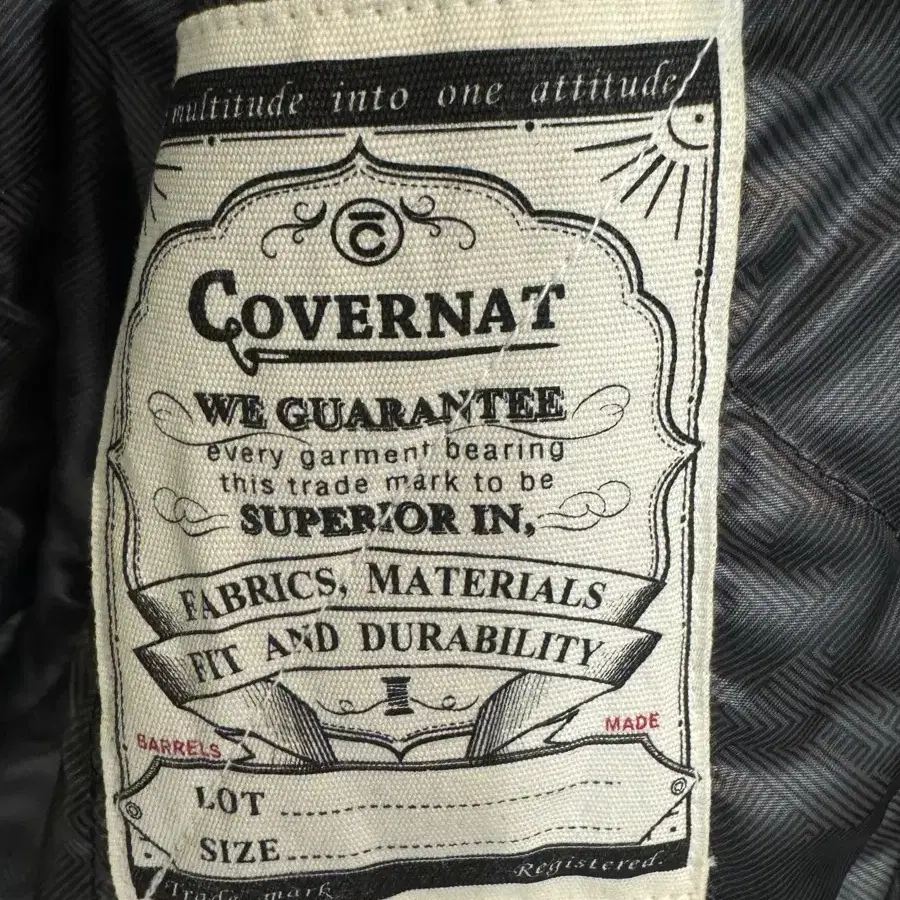 multitude into one attitude
C
COVERNAT
WE GUARANTEE
every garment bearing
this trade mark to be
SUPERIOR IN,
FABRICS, MATERIALS
FIT AND DURABILITY
BARRELS MADE
LOT
SIZE
Trade mark Registered.